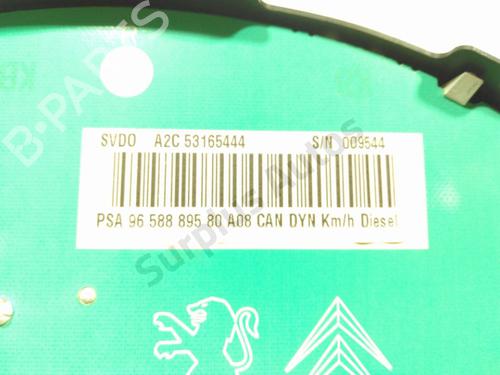 B-PARTS
SVDO A2C 53165444 S/N 009544
PSA 96 588 895 80 A08 CAN DYN Km/h Diesel
Surplus Autos